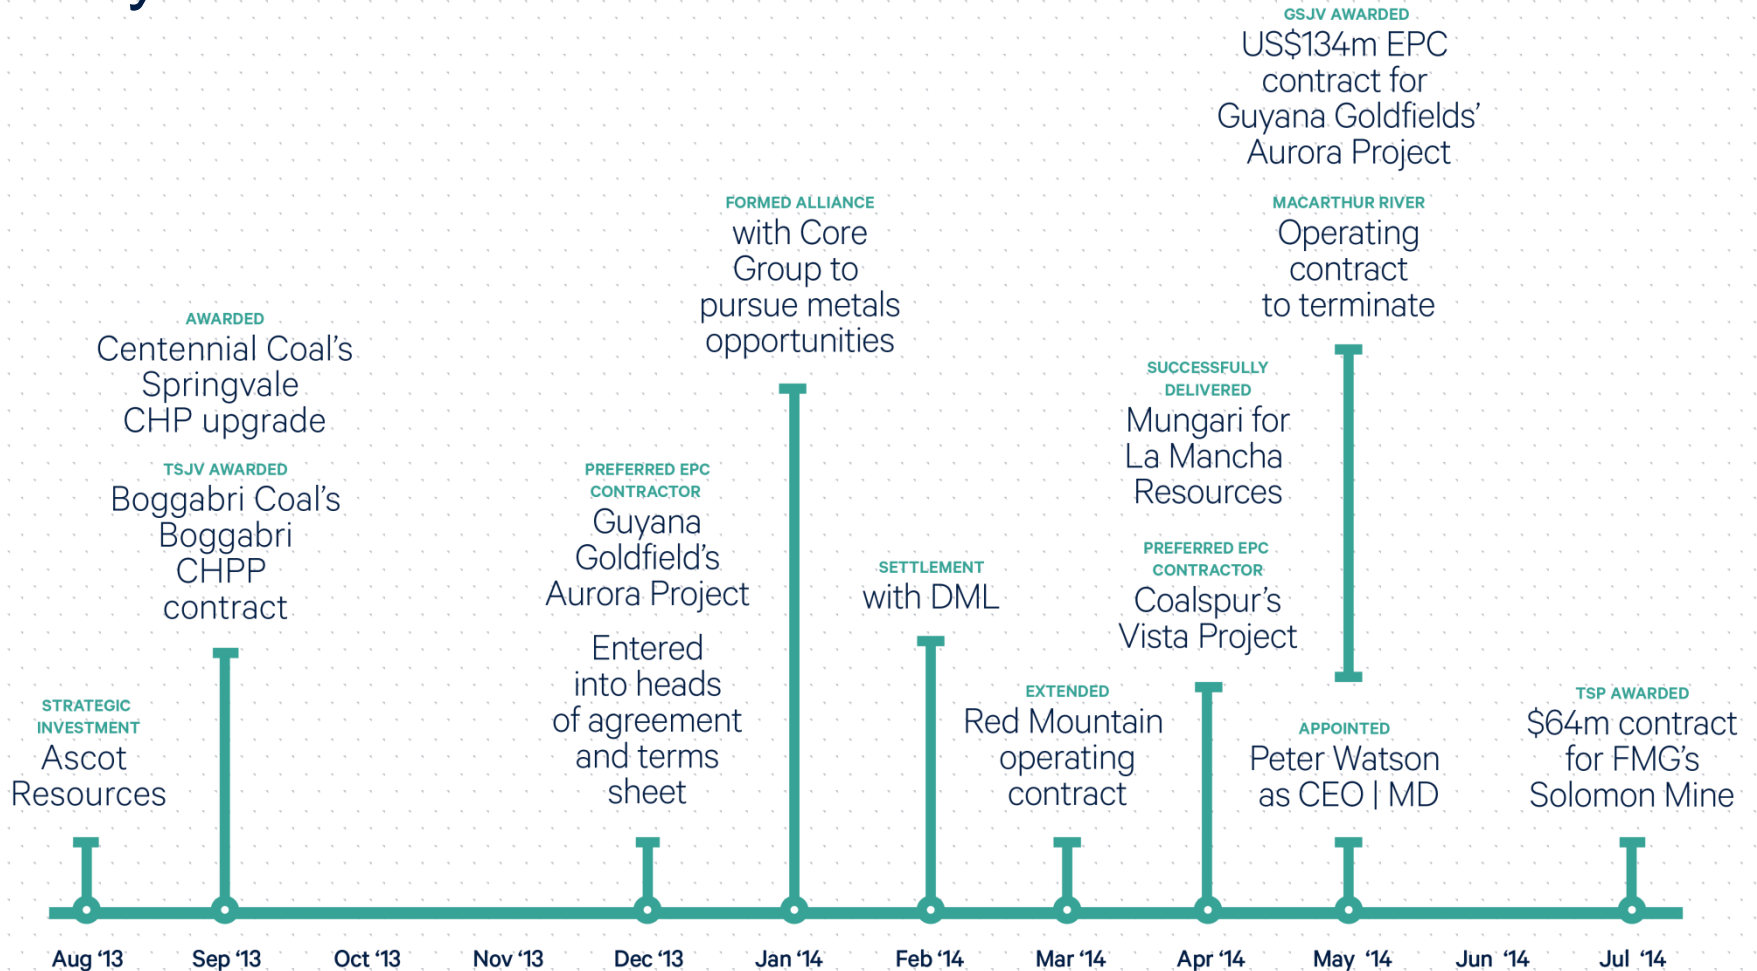 STRATEGIC
INVESTMENT
Ascot
Resources
AWARDED
Centennial Coal’s
Springvale
CHP upgrade
TSJV AWARDED
Boggabri Coal’s
Boggabri
CHPP
contract
PREFERRED EPC
CONTRACTOR
Guyana
Goldfield’s
Aurora Project
Entered
into heads
of agreement
and terms
sheet
FORMED ALLIANCE
with Core
Group to
pursue metals
opportunities
SETTLEMENT
with DML
EXTENDED
Red Mountain
operating
contract
SUCCESSFULLY
DELIVERED
Mungari for
La Mancha
Resources
PREFERRED EPC
CONTRACTOR
Coalspur’s
Vista Project
GSJV AWARDED
US$134m EPC
contract for
Guyana Goldfields’
Aurora Project
MACARTHUR RIVER
Operating
contract
to terminate
APPOINTED
Peter Watson
as CEO | MD
TSP AWARDED
$64m contract
for FMG’s
Solomon Mine
Aug ‘13 Sep ‘13 Oct ‘13 Nov ‘13 Dec ‘13 Jan ‘14 Feb ‘14 Mar ‘14 Apr ‘14 May ‘14 Jun ‘14 Jul ‘14